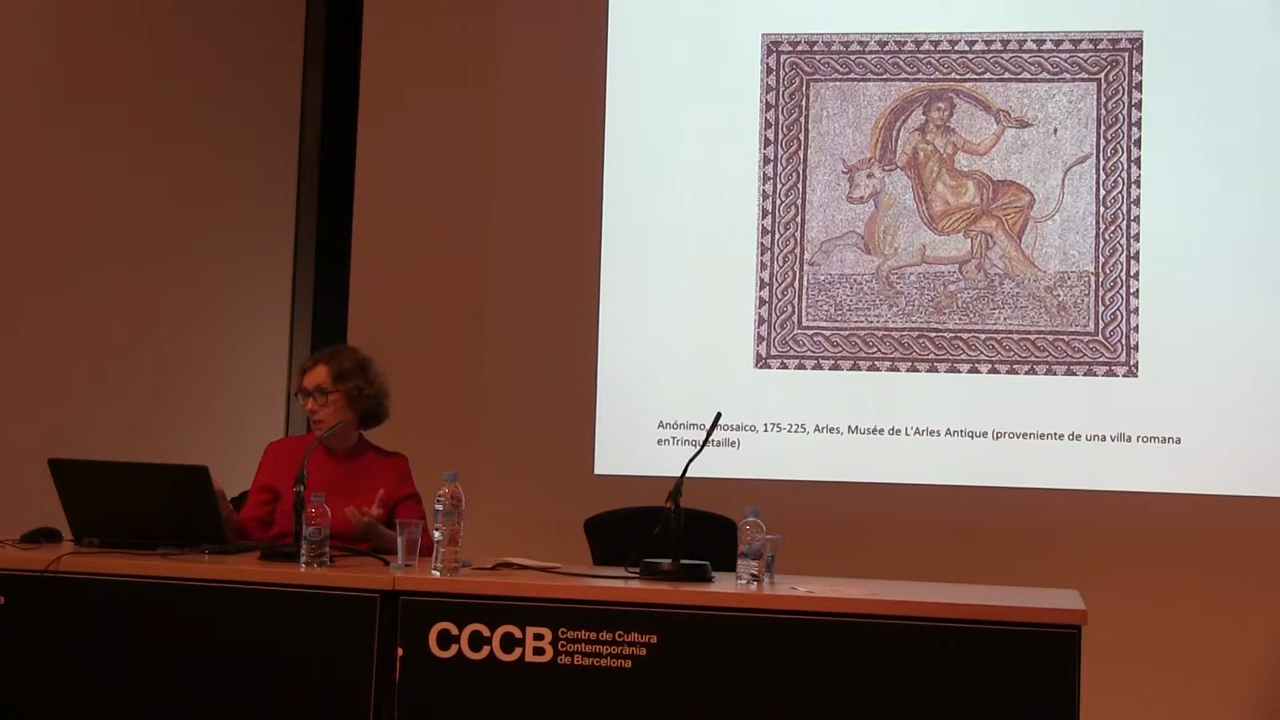 Anónimo, mosaico, 175-225, Arles, Musée de L'Arles Antique (proveniente de una villa romana
enTrinquetaille)
CCCB
Centre de Cultura
Contemporània
de Barcelona